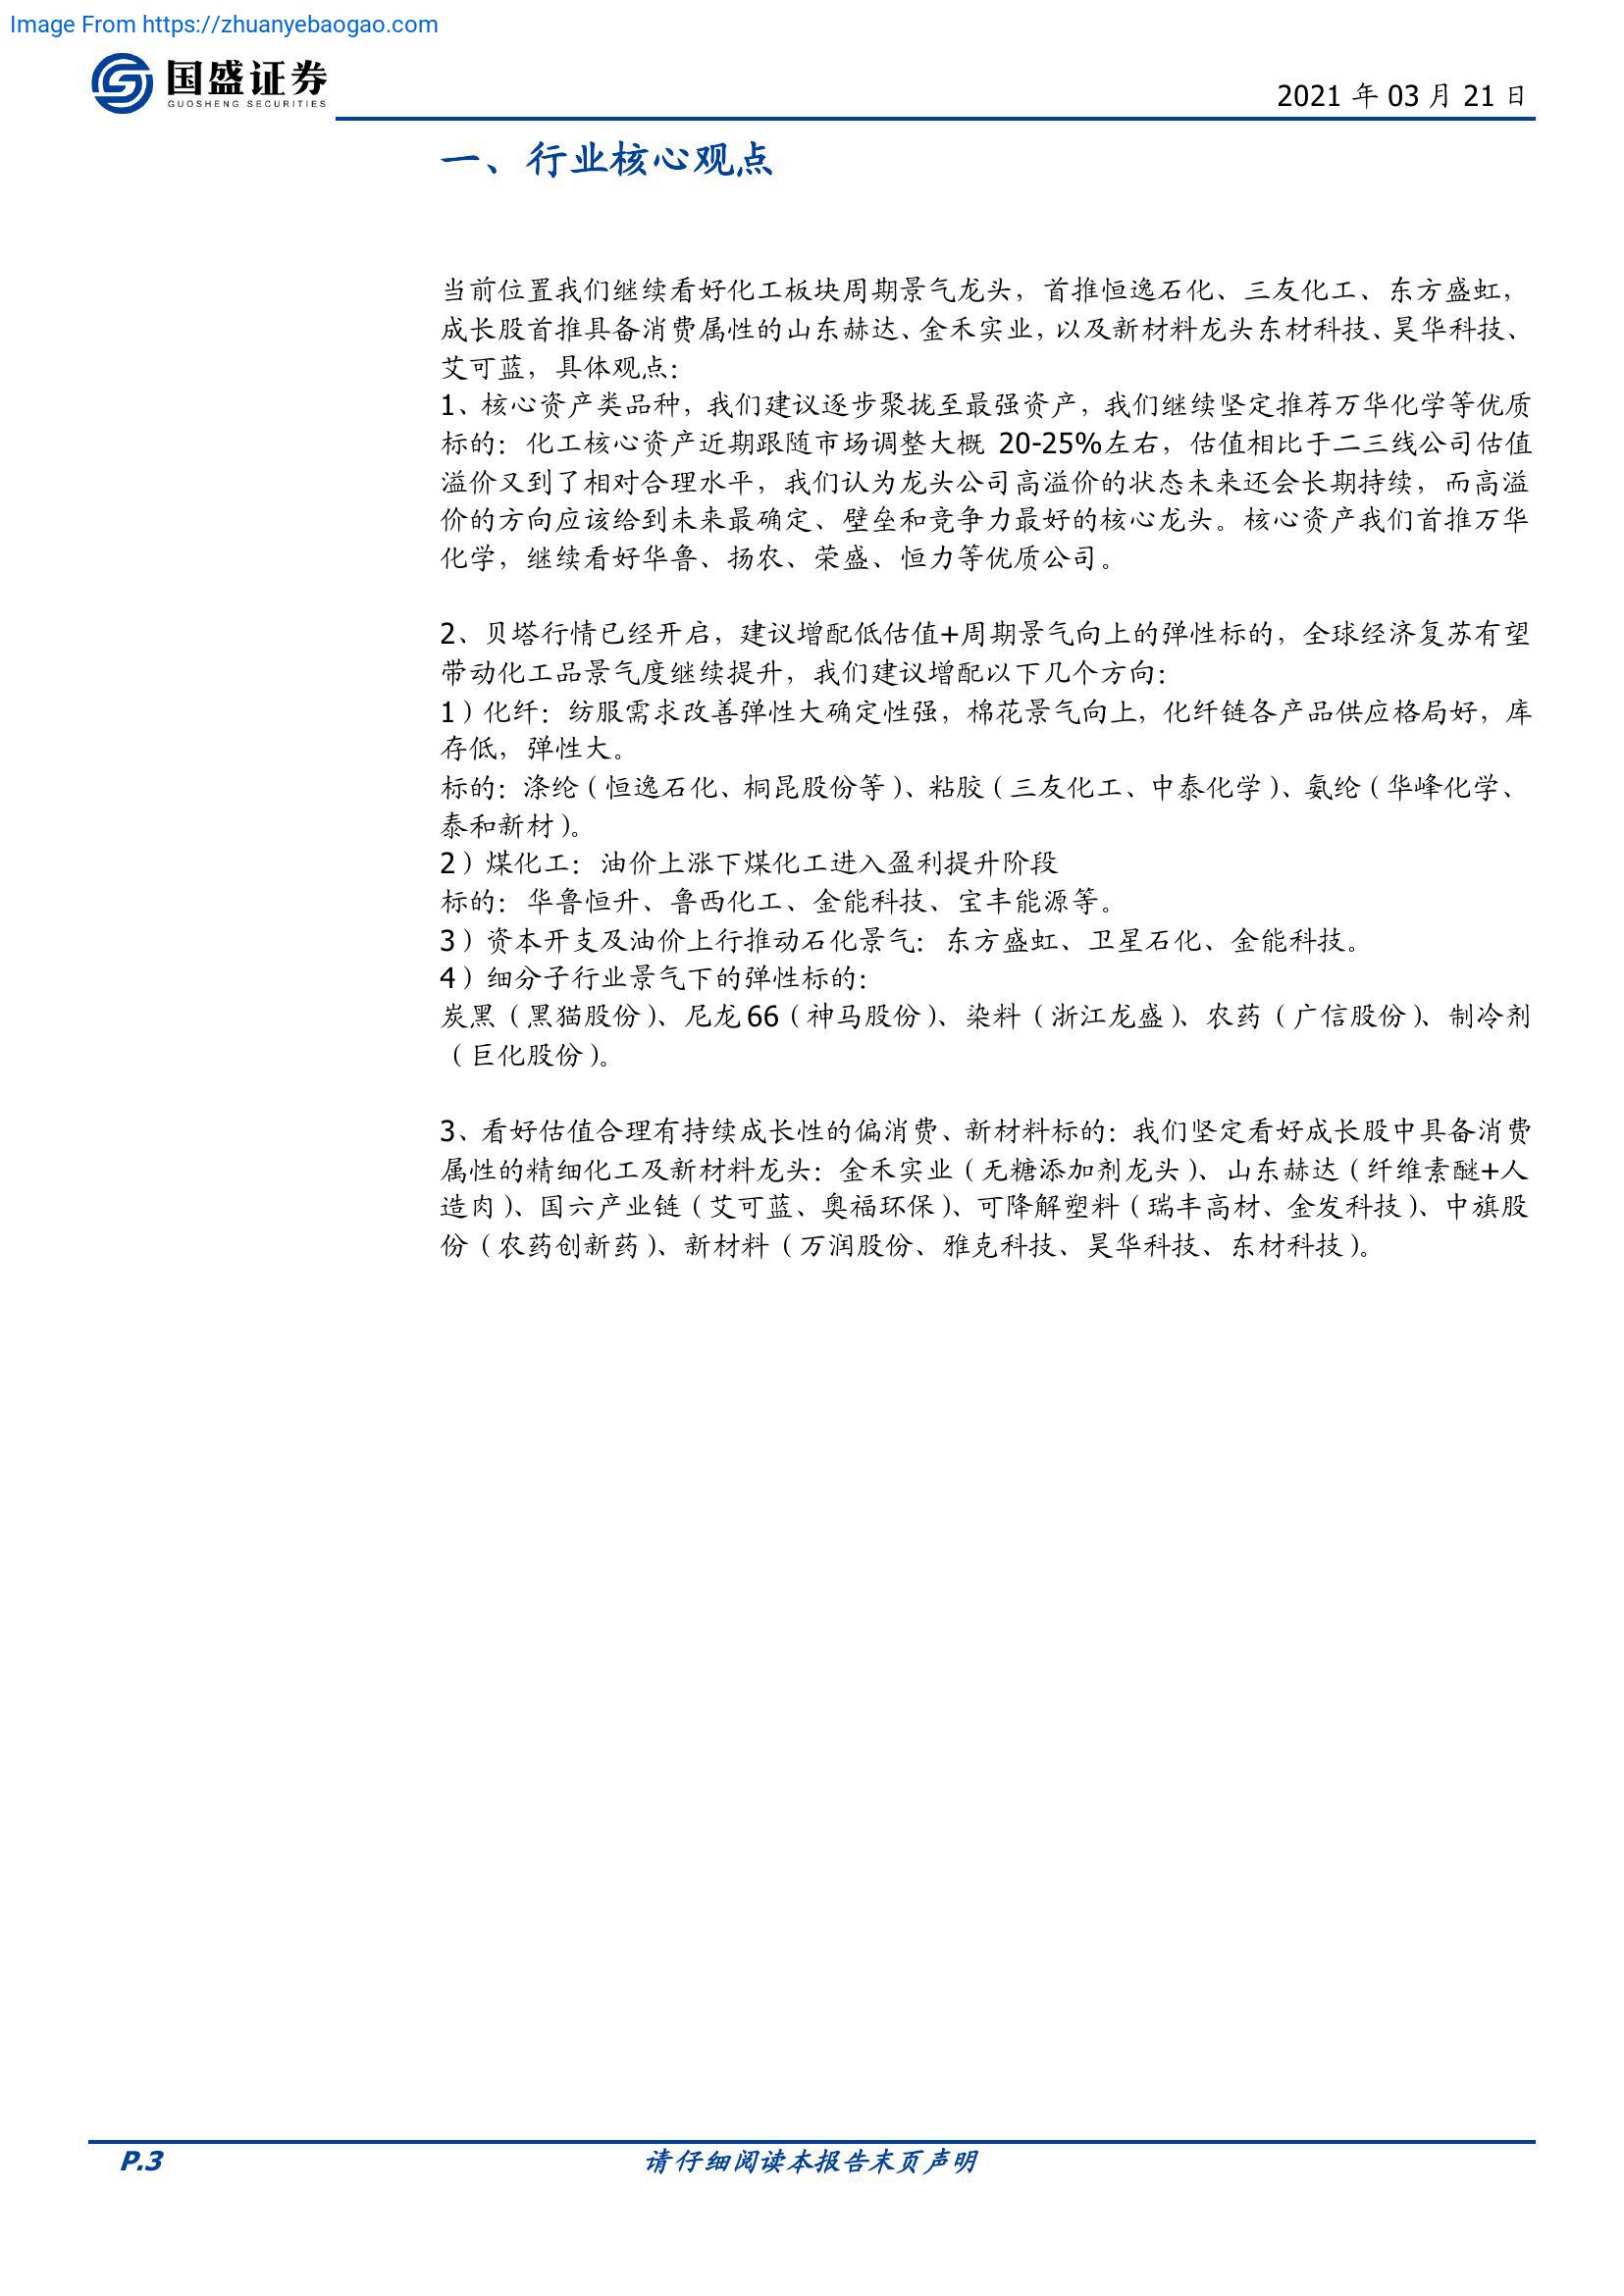 Image From https://zhuanyebaogao.com
国盛证券
GUOSHENG SECURITIES
2021 年 03 月 21 日
一、行业核心观点
当前位置我们继续看好化工板块周期景气龙头，首推恒逸石化、三友化工、东方盛虹，
成长股首推具备消费属性的山东赫达、金禾实业，以及新材料龙头东材科技、昊华科技、
艾可蓝，具体观点：
1、核心资产类品种，我们建议逐步聚拢至最强资产，我们继续坚定推荐万华化学等优质
标的：化工核心资产近期跟随市场调整大概 20-25%左右，估值相比于二三线公司估值
溢价又到了相对合理水平，我们认为龙头公司高溢价的状态未来还会长期持续，而高溢
价的方向应该给到未来最确定、壁垒和竞争力最好的核心龙头。核心资产我们首推万华
化学，继续看好华鲁、扬农、荣盛、恒力等优质公司。
2、贝塔行情已经开启，建议增配低估值+周期景气向上的弹性标的，全球经济复苏有望
带动化工品景气度继续提升，我们建议增配以下几个方向：
1）化纤：纺服需求改善弹性大确定性强，棉花景气向上，化纤链各产品供应格局好，库
存低，弹性大。
标的：涤纶（恒逸石化、桐昆股份等）、粘胶（三友化工、中泰化学）、氨纶（华峰化学、
泰和新材）。
2）煤化工：油价上涨下煤化工进入盈利提升阶段
标的：华鲁恒升、鲁西化工、金能科技、宝丰能源等。
3）资本开支及油价上行推动石化景气：东方盛虹、卫星石化、金能科技。
4）细分子行业景气下的弹性标的：
炭黑（黑猫股份）、尼龙 66（神马股份）、染料（浙江龙盛）、农药（广信股份）、制冷剂
（巨化股份）。
3、看好估值合理有持续成长性的偏消费、新材料标的：我们坚定看好成长股中具备消费
属性的精细化工及新材料龙头：金禾实业（无糖添加剂龙头）、山东赫达（纤维素醚+人
造肉）、国六产业链（艾可蓝、奥福环保）、可降解塑料（瑞丰高材、金发科技）、中旗股
份（农药创新药）、新材料（万润股份、雅克科技、昊华科技、东材科技）。
P.3
请仔细阅读本报告末页声明